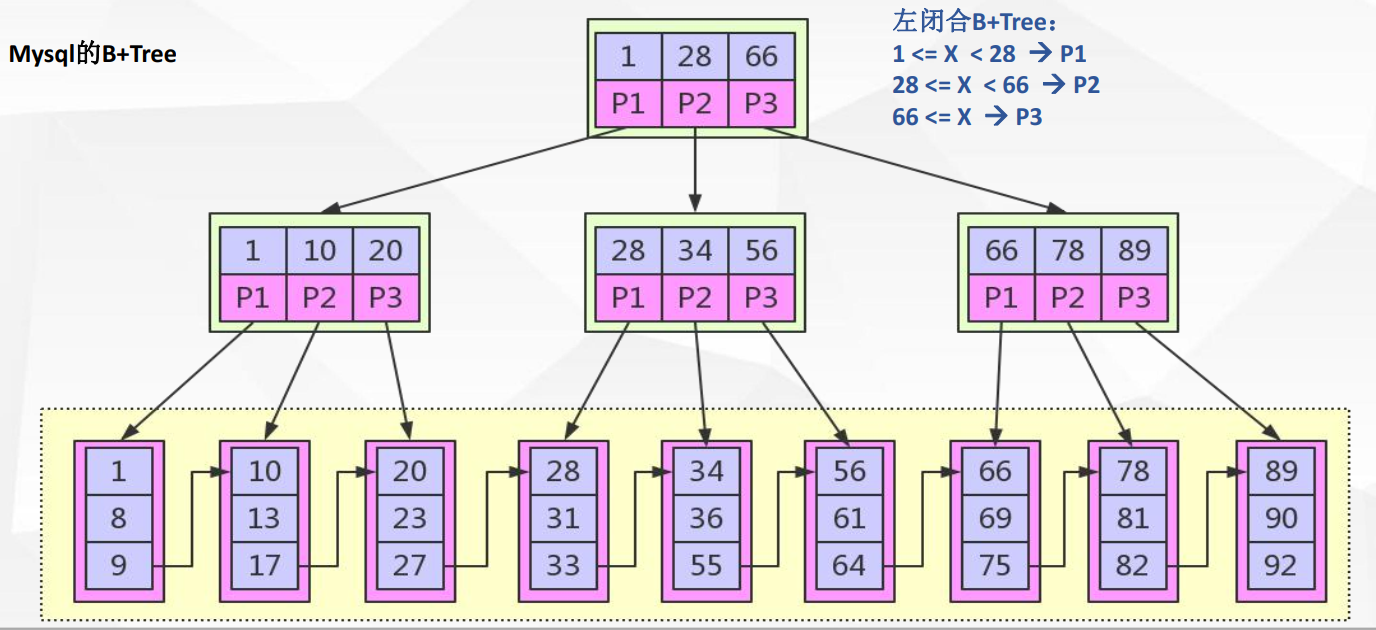 Mysql的B+Tree
左闭合B+Tree：
1 <= X < 28 → P1
28 <= X < 66 → P2
66 <= X → P3
1 28 66
P1 P2 P3
1 10 20
P1 P2 P3
28 34 56
P1 P2 P3
66 78 89
P1 P2 P3
1 10 20 28 34 56 66 78 89
8 13 23 31 36 61 69 81 90
9 17 27 33 55 64 75 82 92